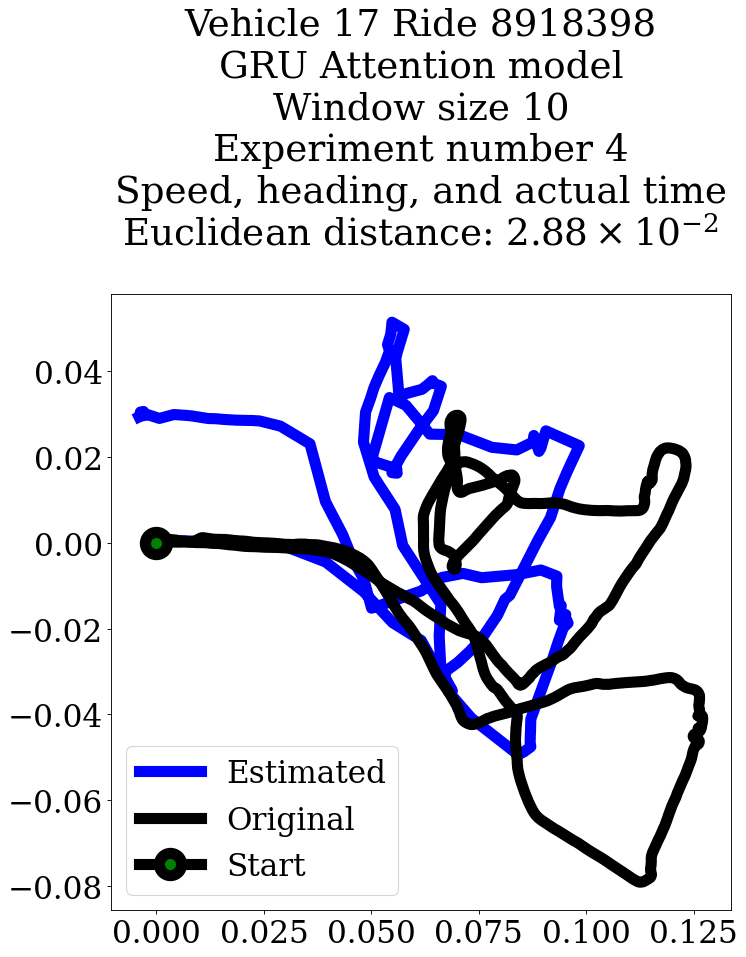 Vehicle 17 Ride 8918398
GRU Attention model
Window size 10
Experiment number 4
Speed, heading, and actual time
Euclidean distance: 2.88 × 10⁻²
0.04
0.02
0.00
−0.02
−0.04
−0.06
−0.08
Estimated
Original
Start
0.000 0.025 0.050 0.075 0.100 0.125